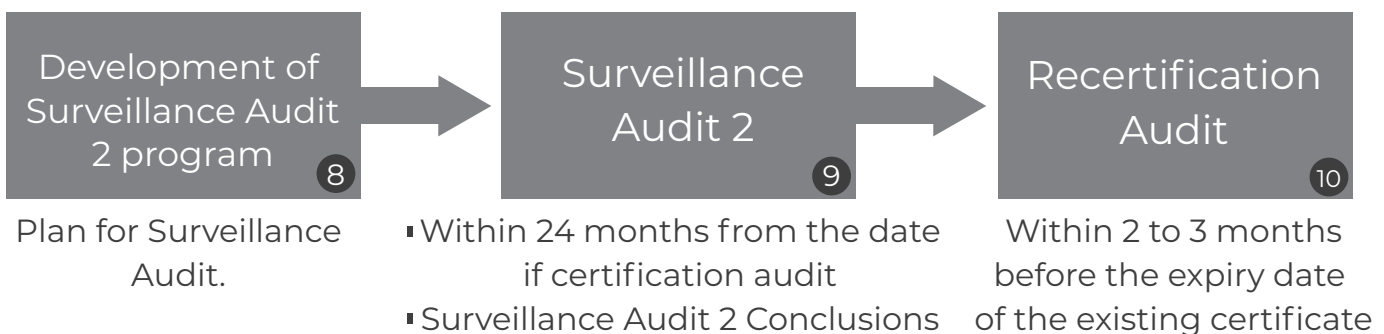 Development of
Surveillance Audit
2 program
8
Surveillance
Audit 2
9
Recertification
Audit
10
Plan for Surveillance
Audit.
▪Within 24 months from the date
if certification audit
▪Surveillance Audit 2 Conclusions
Within 2 to 3 months
before the expiry date
of the existing certificate